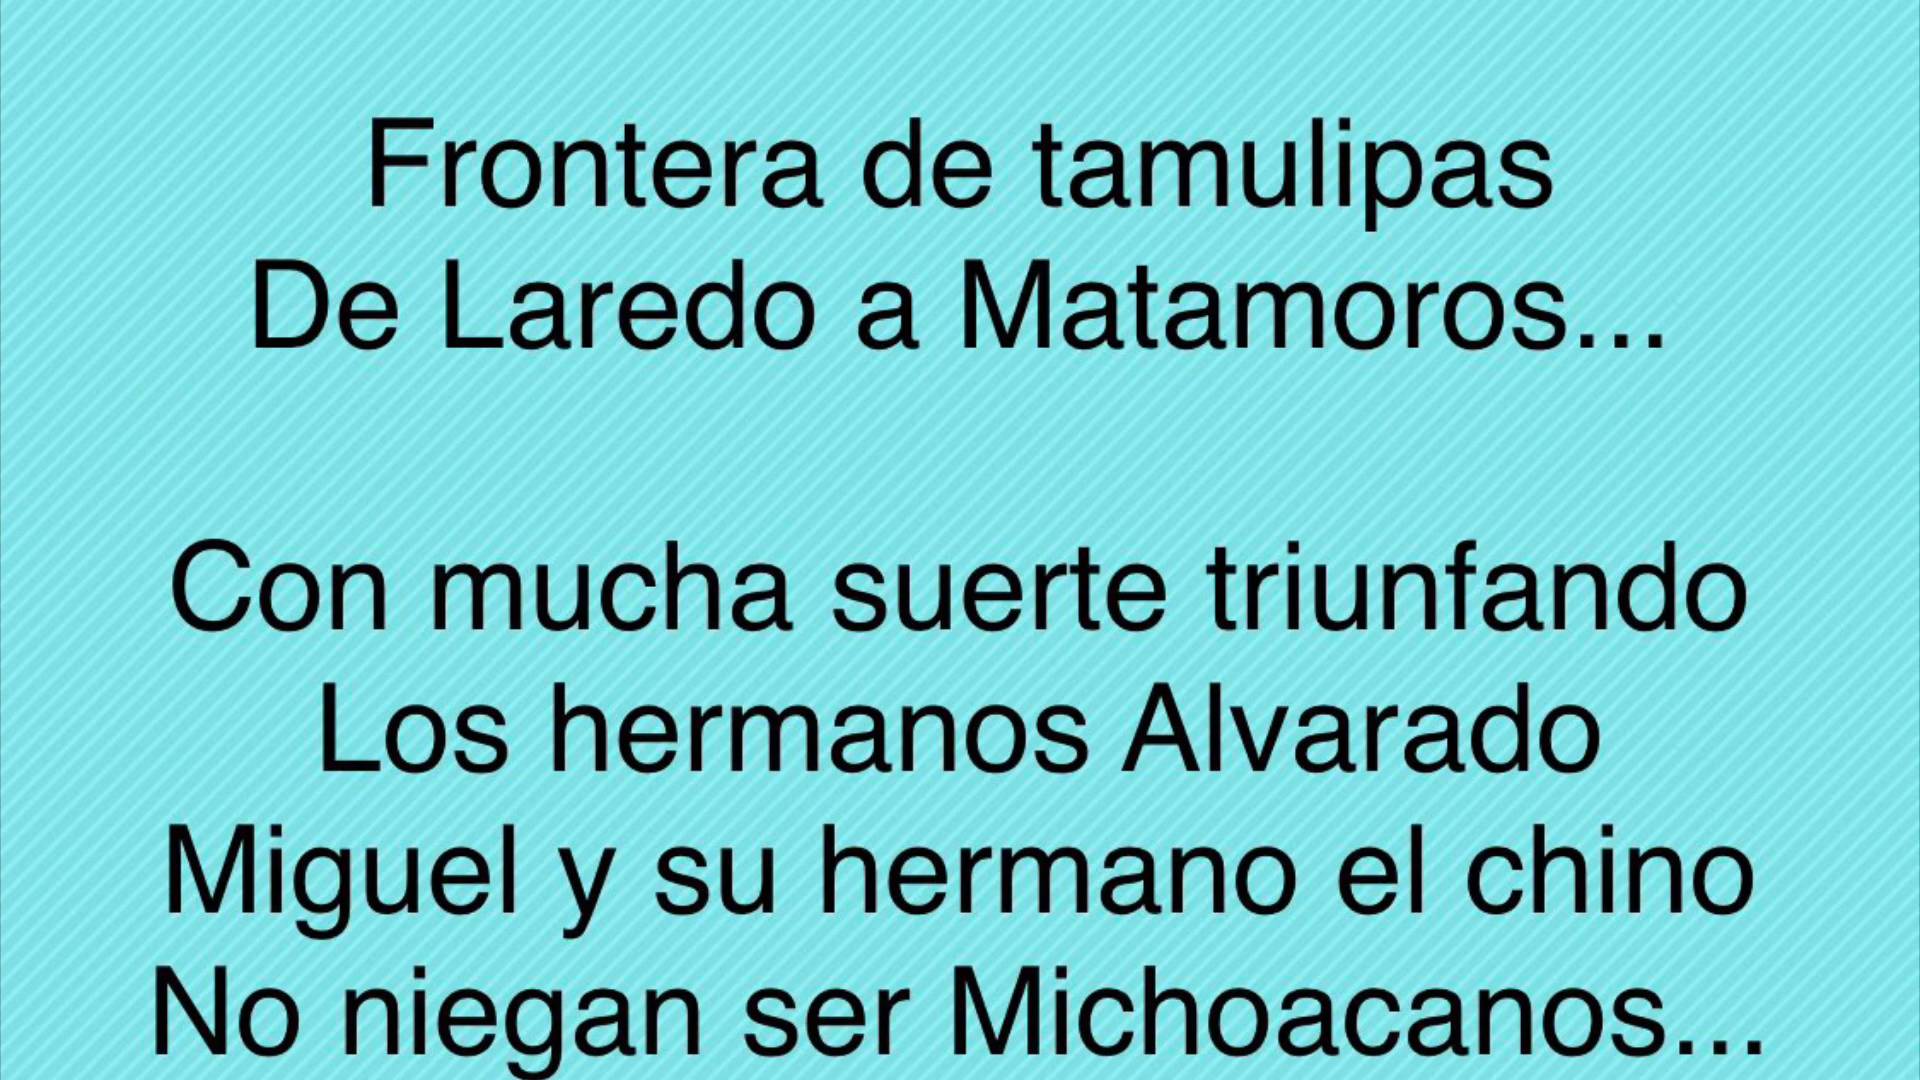 Frontera de tamulipas
De Laredo a Matamoros...
Con mucha suerte triunfando
Los hermanos Alvarado
Miguel y su hermano el chino
No niegan ser Michoacanos...